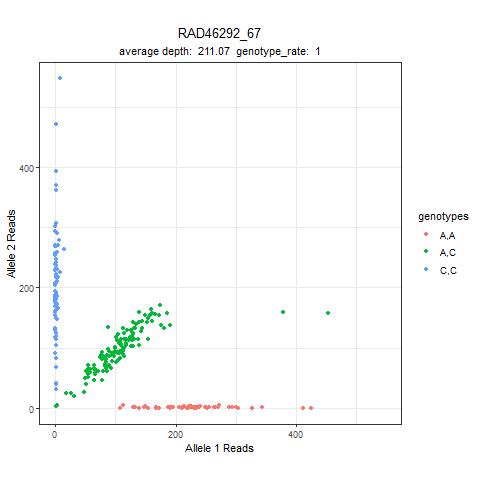 RAD46292_67
average depth: 211.07 genotype_rate: 1
Allele 2 Reads
400
200
0
0
200
400
Allele 1 Reads
genotypes
A,A
A,C
C,C